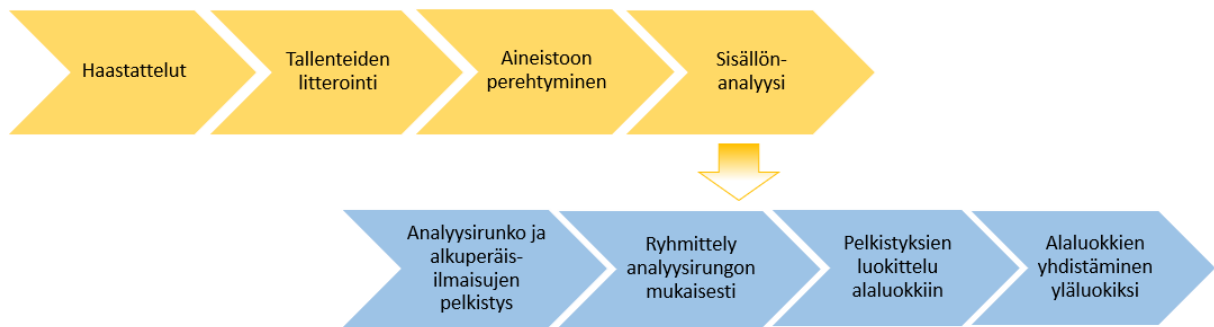 Haastattelut
Tallenteiden
litterointi
Aineistoon
perehtyminen
Sisällön-
analyysi
Analyysirunko ja
alkuperäis-
ilmaisujen
pelkistys
Ryhmittely
analyysirungon
mukaisesti
Pelkistyksien
luokittelu
alaluokkiin
Alaluokkien
yhdistäminen
yläluokiksi